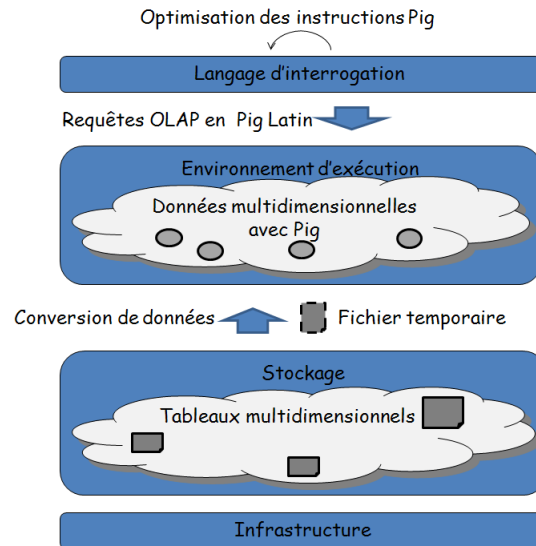 Optimisation des instructions Pig
Langage d'interrogation
Requêtes OLAP en Pig Latin
Environnement d'exécution
Données multidimensionnelles
avec Pig
Conversion de données
Fichier temporaire
Stockage
Tableaux multidimensionnels
Infrastructure